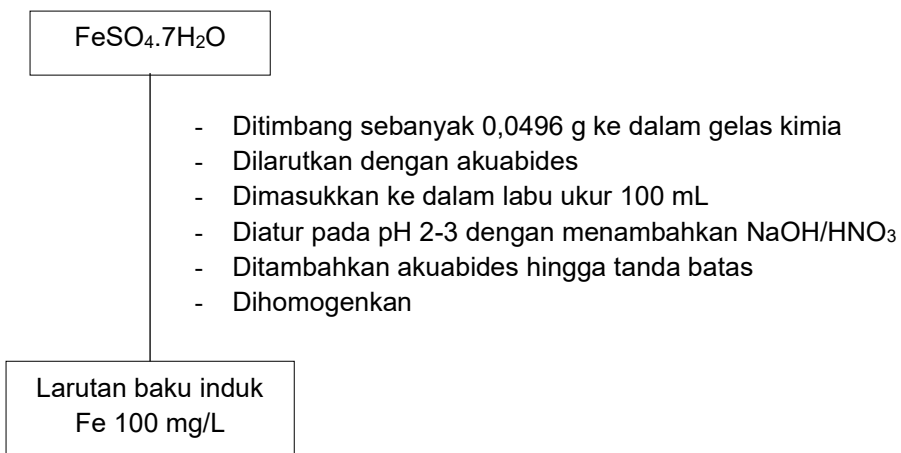 FeSO₄.7H₂O
- Ditimbang sebanyak 0,0496 g ke dalam gelas kimia
- Dilarutkan dengan akuabides
- Dimasukkan ke dalam labu ukur 100 mL
- Diatur pada pH 2-3 dengan menambahkan NaOH/HNO₃
- Ditambahkan akuabides hingga tanda batas
- Dihomogenkan
Larutan baku induk
Fe 100 mg/L